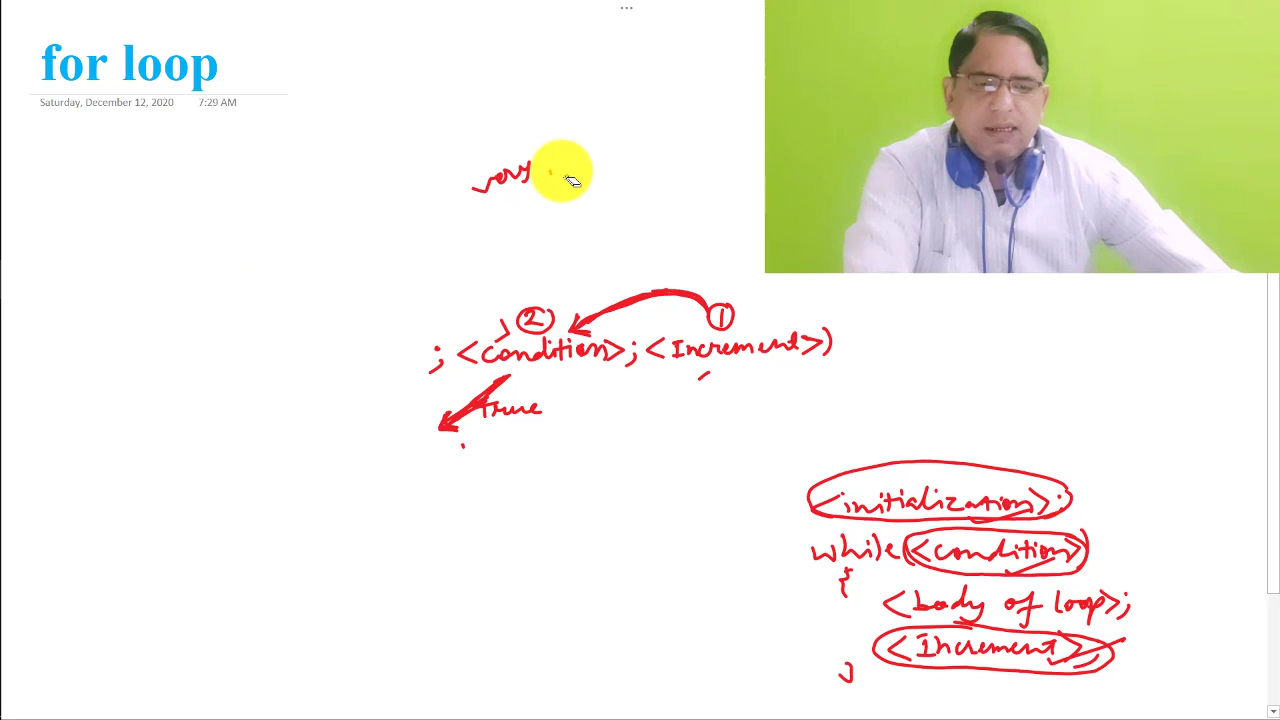 for loop
Saturday, December 12, 2020 7:29 AM
very
2 1
; <condition>; <Increment>)
True
<initialization>;
while(<condition>)
{
<body of loop>;
<Increment>;
}